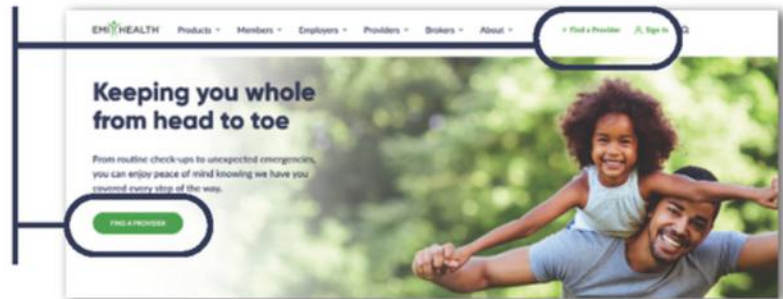 EMI HEALTH Products Members Employers Providers Brokers About + Find a Provider Sign In
Keeping you whole
from head to toe
From routine check-ups to unexpected emergencies,
you can enjoy peace of mind knowing we have you
covered every step of the way.
FIND A PROVIDER